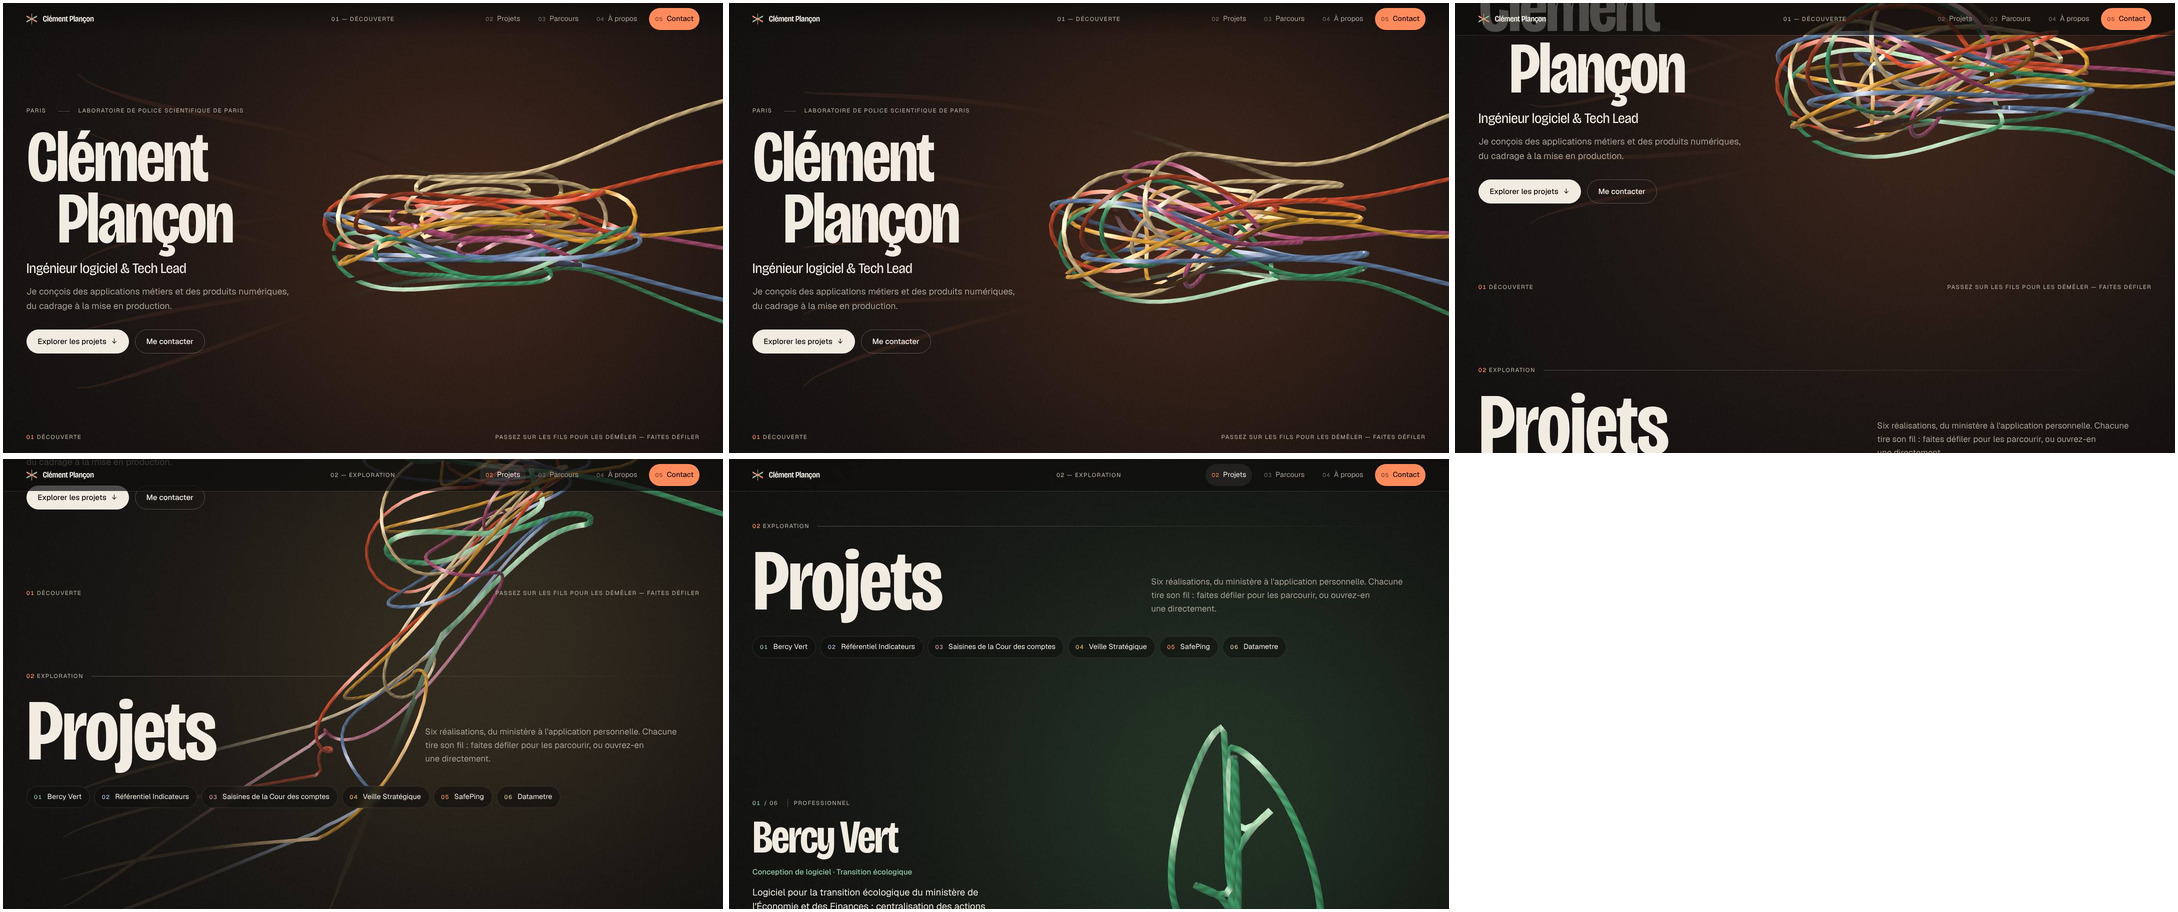 Clément Plançon
01 — DÉCOUVERTE
02 Projets
03 Parcours
04 À propos
05 Contact
PARIS — LABORATOIRE DE POLICE SCIENTIFIQUE DE PARIS
Clément
Plançon
Ingénieur logiciel & Tech Lead
Je conçois des applications métiers et des produits numériques,
du cadrage à la mise en production.
Explorer les projets ↓
Me contacter
01 DÉCOUVERTE
PASSEZ SUR LES FILS POUR LES DÉMÊLER — FAITES DÉFILER
Clément Plançon
01 — DÉCOUVERTE
02 Projets
03 Parcours
04 À propos
05 Contact
PARIS — LABORATOIRE DE POLICE SCIENTIFIQUE DE PARIS
Clément
Plançon
Ingénieur logiciel & Tech Lead
Je conçois des applications métiers et des produits numériques,
du cadrage à la mise en production.
Explorer les projets ↓
Me contacter
01 DÉCOUVERTE
PASSEZ SUR LES FILS POUR LES DÉMÊLER — FAITES DÉFILER
Clément Plançon
01 — DÉCOUVERTE
02 Projets
03 Parcours
04 À propos
05 Contact
Clément
Plançon
Ingénieur logiciel & Tech Lead
Je conçois des applications métiers et des produits numériques,
du cadrage à la mise en production.
Explorer les projets ↓
Me contacter
01 DÉCOUVERTE
PASSEZ SUR LES FILS POUR LES DÉMÊLER — FAITES DÉFILER
02 EXPLORATION
Projets
Six réalisations, du ministère à l'application personnelle. Chacune
tire son fil : faites défiler pour les parcourir, ou ouvrez-en
une directement.
du cadrage à la mise en production.
Clément Plançon
02 — EXPLORATION
02 Projets
03 Parcours
04 À propos
05 Contact
Explorer les projets ↓
Me contacter
01 DÉCOUVERTE
PASSEZ SUR LES FILS POUR LES DÉMÊLER — FAITES DÉFILER
02 EXPLORATION
Projets
Six réalisations, du ministère à l'application personnelle. Chacune
tire son fil : faites défiler pour les parcourir, ou ouvrez-en
une directement.
01 Bercy Vert
02 Référentiel Indicateurs
03 Saisines de la Cour des comptes
04 Veille Stratégique
05 SafePing
06 Datametre
Clément Plançon
02 — EXPLORATION
02 Projets
03 Parcours
04 À propos
05 Contact
02 EXPLORATION
Projets
Six réalisations, du ministère à l'application personnelle. Chacune
tire son fil : faites défiler pour les parcourir, ou ouvrez-en
une directement.
01 Bercy Vert
02 Référentiel Indicateurs
03 Saisines de la Cour des comptes
04 Veille Stratégique
05 SafePing
06 Datametre
01 / 06 | PROFESSIONNEL
Bercy Vert
Conception de logiciel · Transition écologique
Logiciel pour la transition écologique du ministère de
l'Économie et des Finances : centralisation des actions